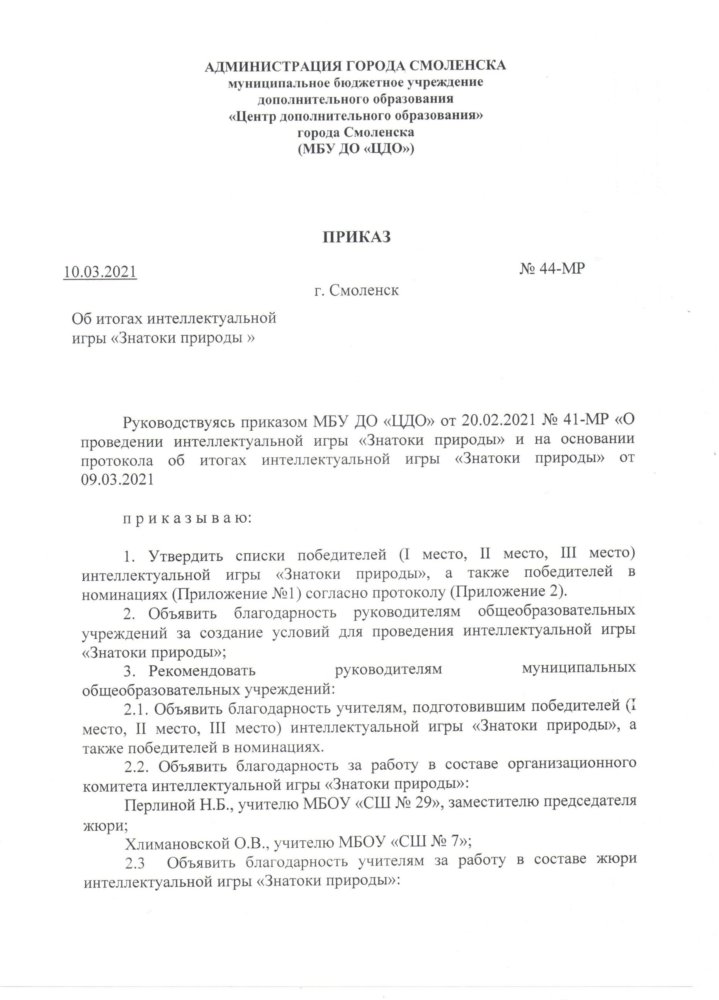 АДМИНИСТРАЦИЯ ГОРОДА СМОЛЕНСКА
муниципальное бюджетное учреждение
дополнительного образования
«Центр дополнительного образования»
города Смоленска
(МБУ ДО «ЦДО»)
ПРИКАЗ
10.03.2021 № 44-МР
г. Смоленск
Об итогах интеллектуальной
игры «Знатоки природы »
Руководствуясь приказом МБУ ДО «ЦДО» от 20.02.2021 № 41-МР «О
проведении интеллектуальной игры «Знатоки природы» и на основании
протокола об итогах интеллектуальной игры «Знатоки природы» от
09.03.2021
п р и к а з ы в а ю:
1. Утвердить списки победителей (I место, II место, III место)
интеллектуальной игры «Знатоки природы», а также победителей в
номинациях (Приложение №1) согласно протоколу (Приложение 2).
2. Объявить благодарность руководителям общеобразовательных
учреждений за создание условий для проведения интеллектуальной игры
«Знатоки природы»;
3. Рекомендовать руководителям муниципальных
общеобразовательных учреждений:
2.1. Объявить благодарность учителям, подготовившим победителей (I
место, II место, III место) интеллектуальной игры «Знатоки природы», а
также победителей в номинациях.
2.2. Объявить благодарность за работу в составе организационного
комитета интеллектуальной игры «Знатоки природы»:
Перлиной Н.Б., учителю МБОУ «СШ № 29», заместителю председателя
жюри;
Хлимановской О.В., учителю МБОУ «СШ № 7»;
2.3 Объявить благодарность учителям за работу в составе жюри
интеллектуальной игры «Знатоки природы»: